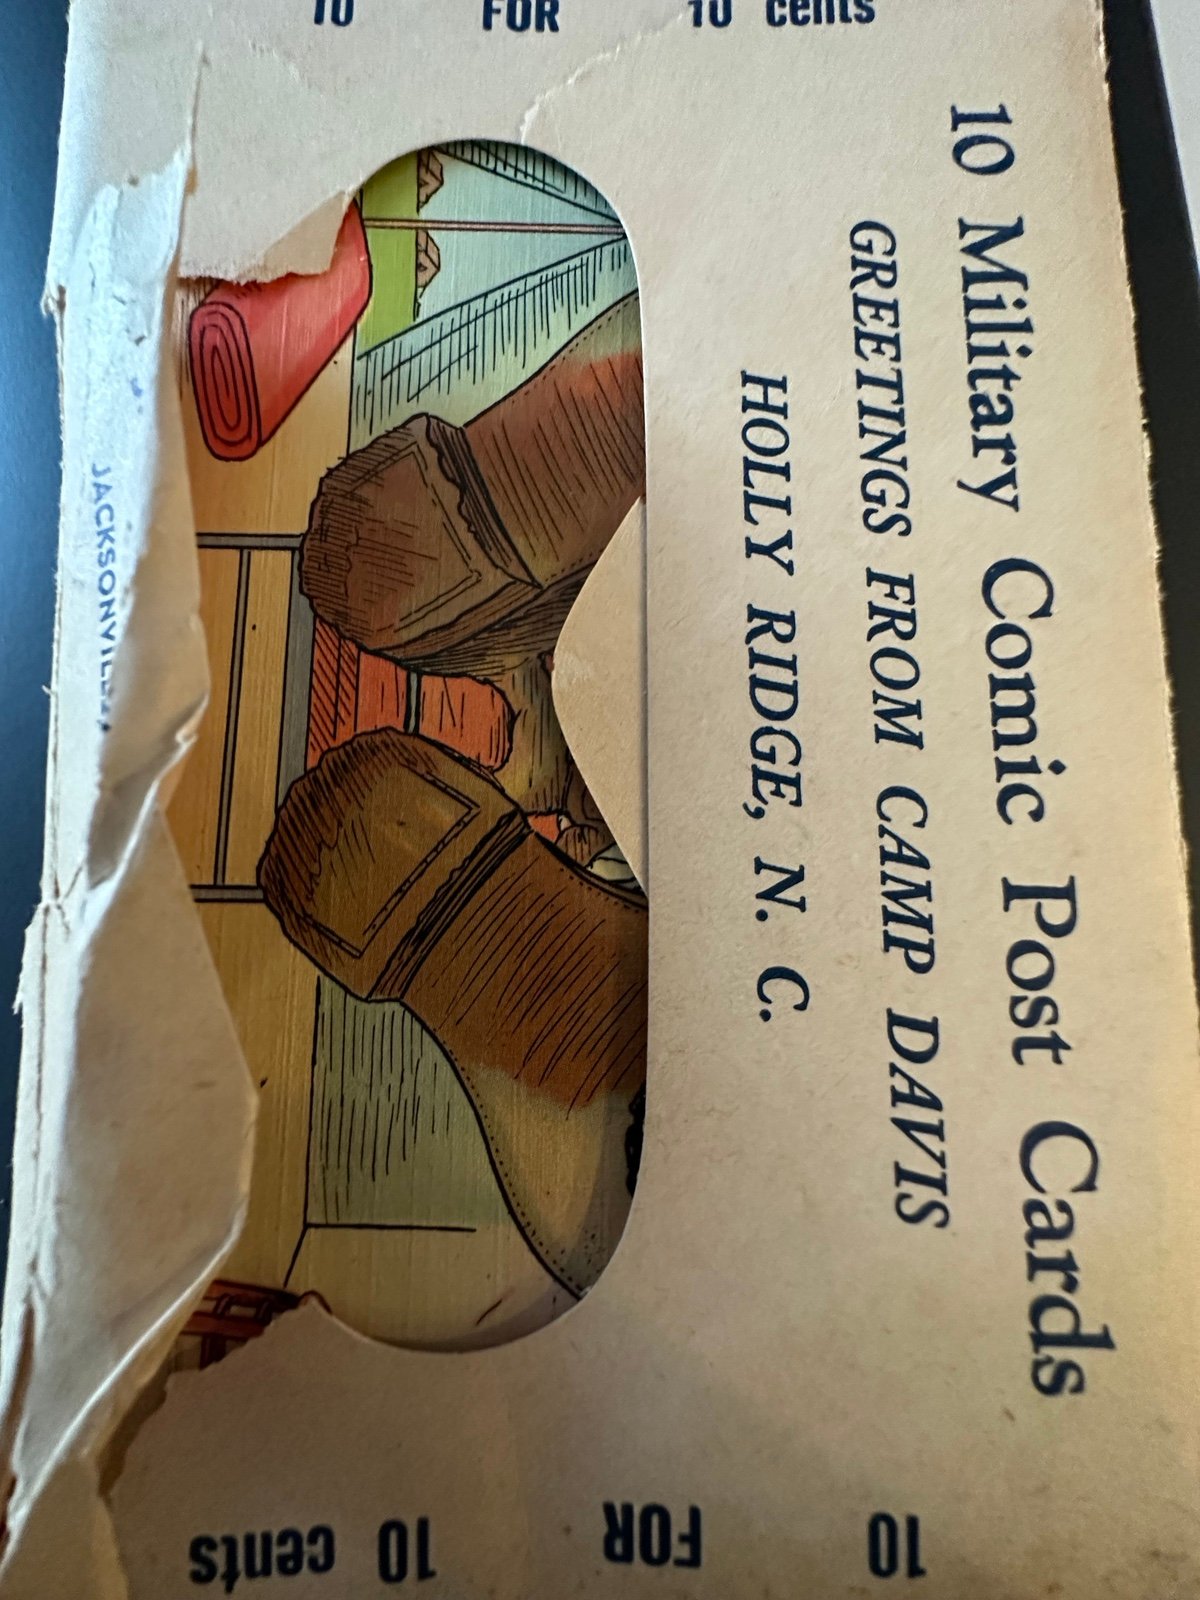 10 Military Comic Post Cards
GREETINGS FROM CAMP DAVIS
HOLLY RIDGE, N. C.
10 FOR 10 cents
10 FOR 10 cents
JACKSONVILLE,